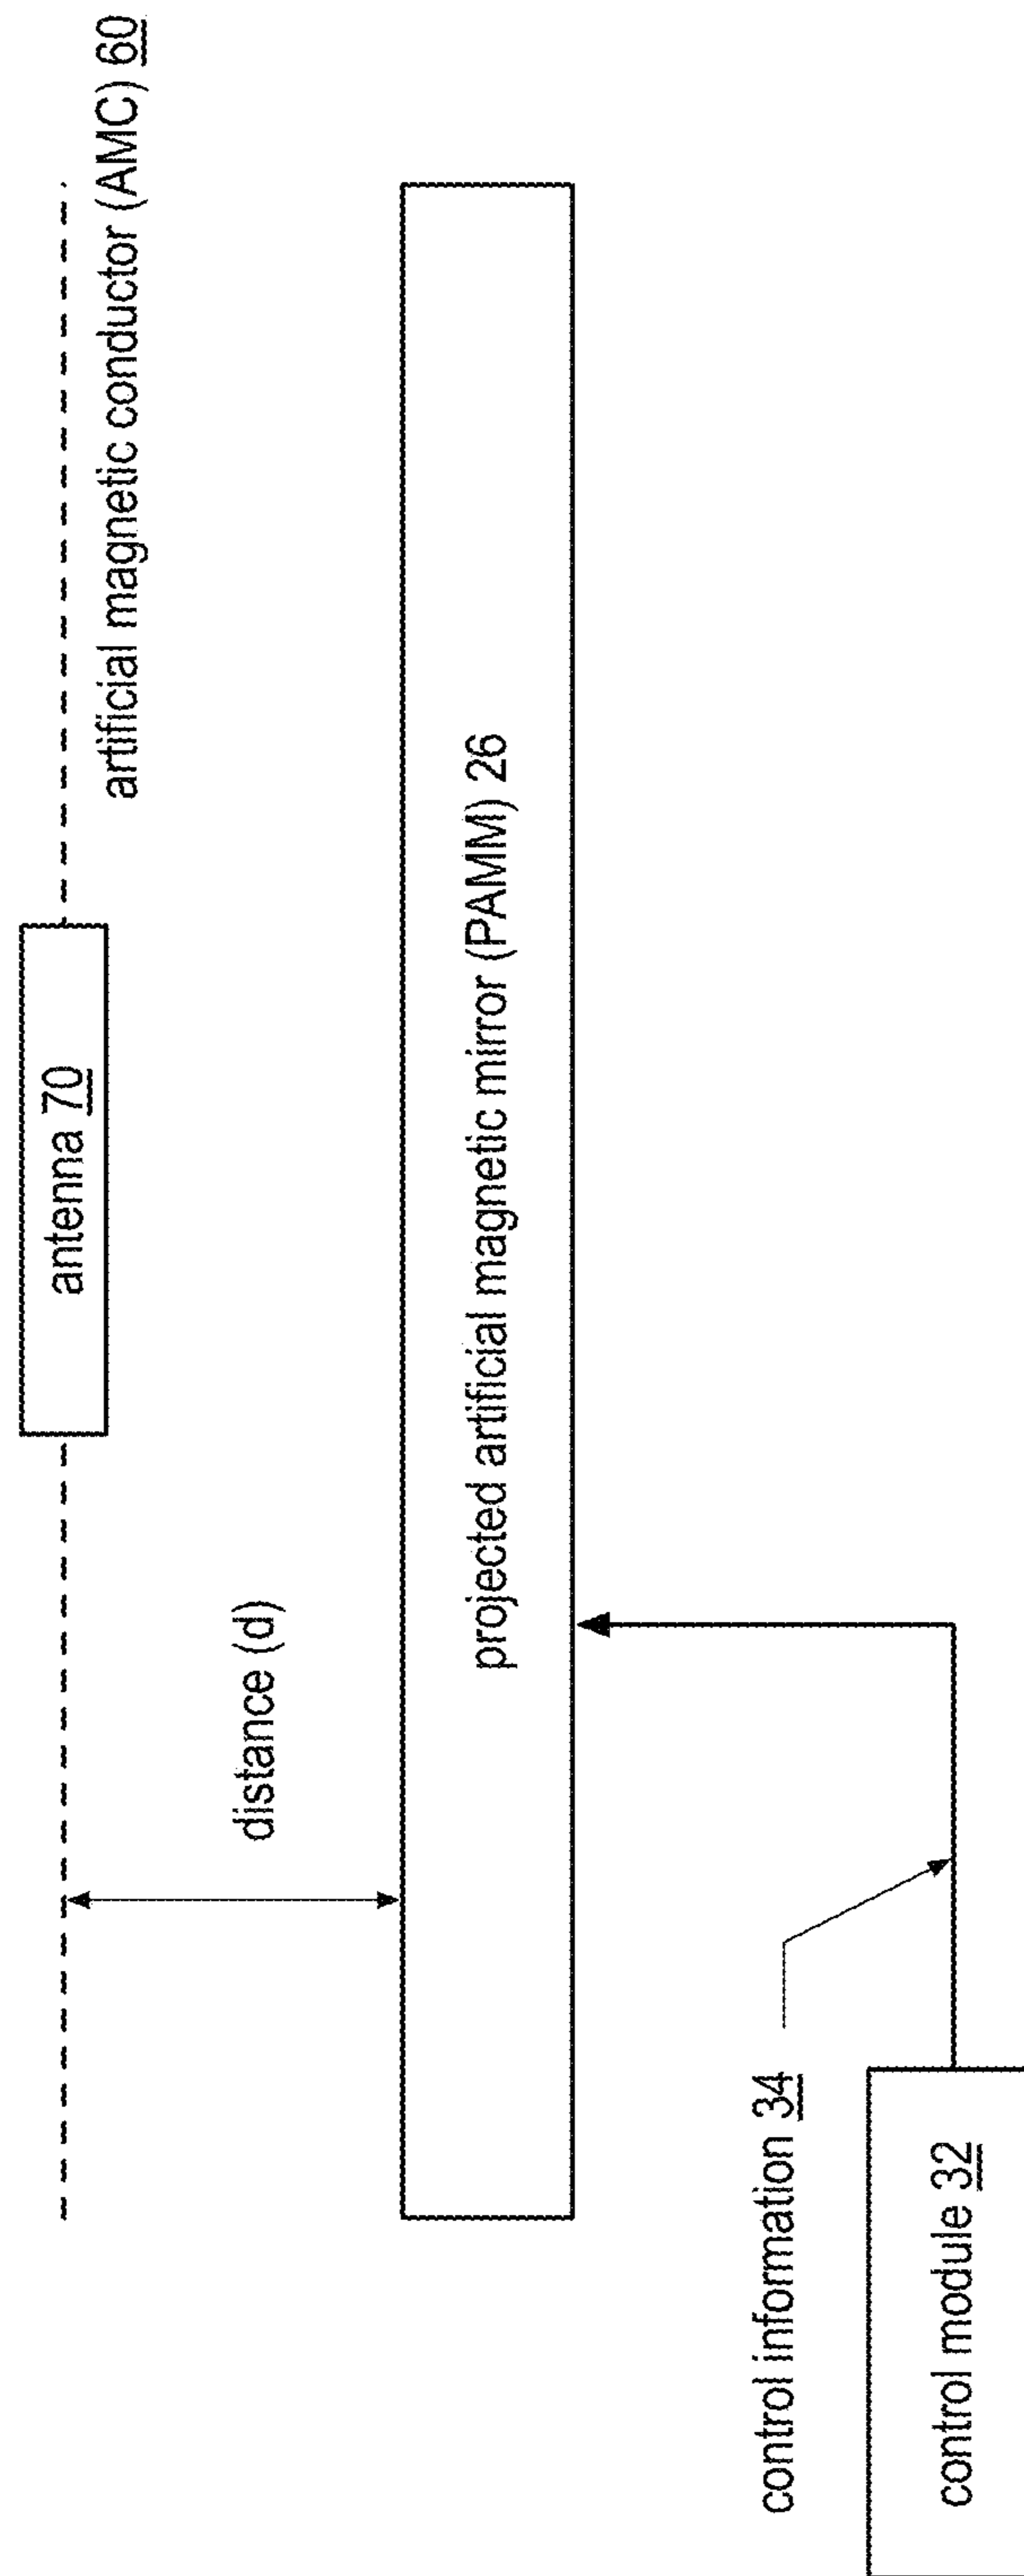 antenna 70
artificial magnetic conductor (AMC) 60
distance (d)
projected artificial magnetic mirror (PAMM) 26
control information 34
control module 32